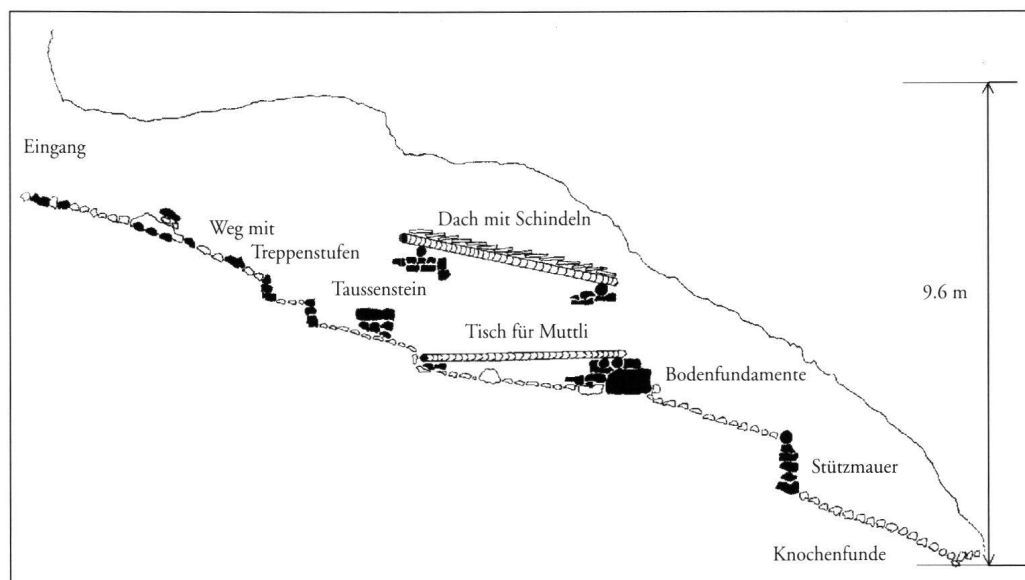 Eingang
Weg mit
Treppenstufen
Dach mit Schindeln
Taussenstein
Tisch für Muttli
9.6 m
Bodenfundamente
Stützmauer
Knochenfunde